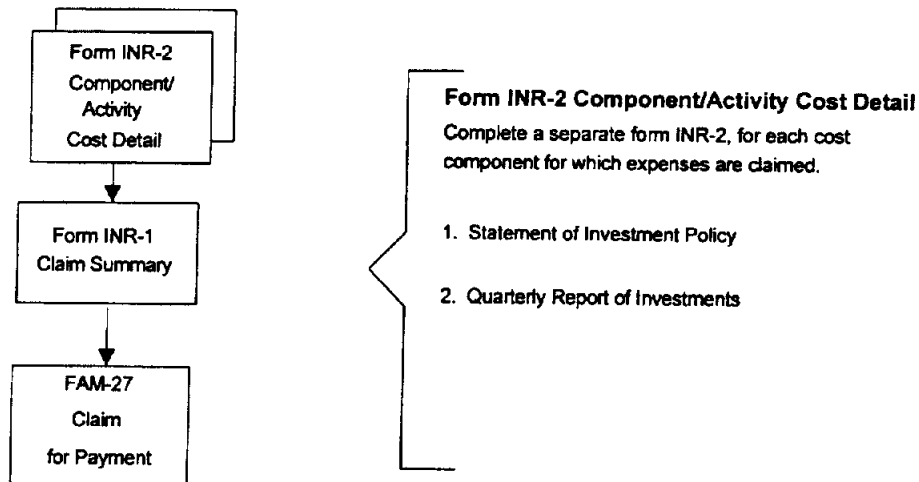 Form INR-2
Component/
Activity
Cost Detail
Form INR-1
Claim Summary
FAM-27
Claim
for Payment
Form INR-2 Component/Activity Cost Detail
Complete a separate form INR-2, for each cost
component for which expenses are claimed.
1. Statement of Investment Policy
2. Quarterly Report of Investments